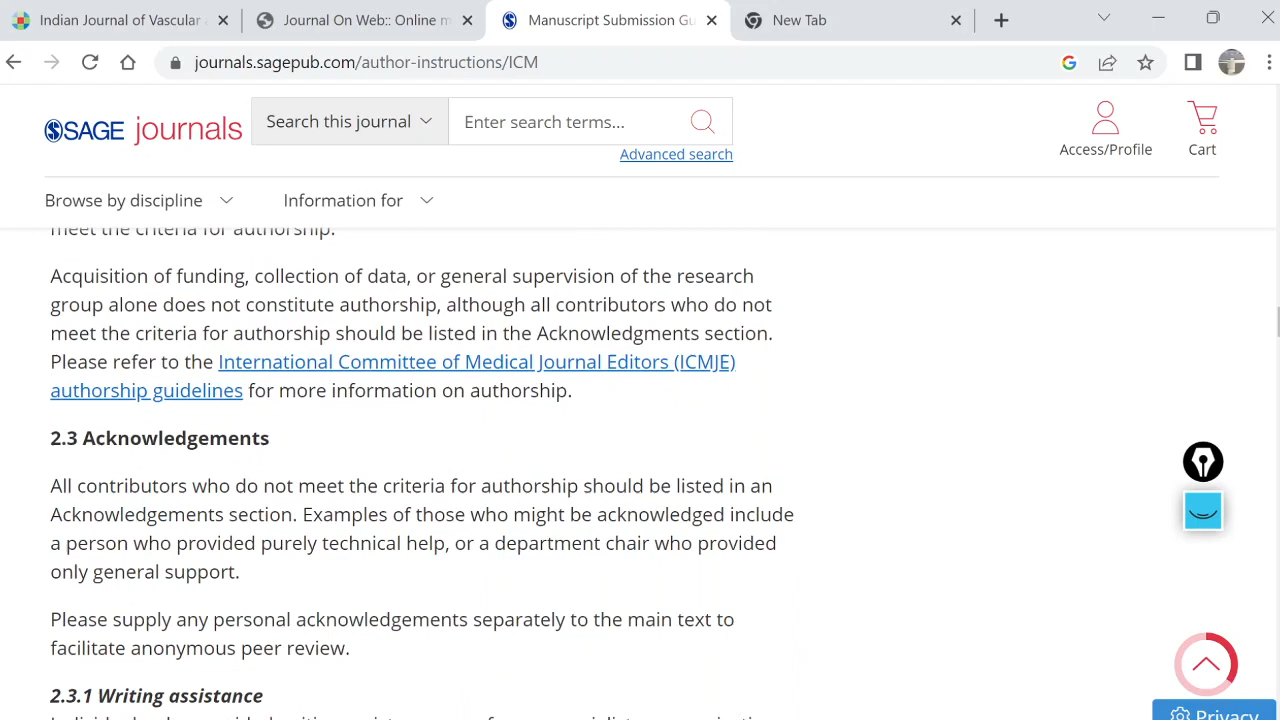 Indian Journal of Vascular
Journal On Web:: Online m
Manuscript Submission Gu
New Tab
journals.sagepub.com/author-instructions/ICM
SAGE journals
Search this journal
Enter search terms...
Advanced search
Access/Profile
Cart
Browse by discipline
Information for
meet the criteria for authorship.
Acquisition of funding, collection of data, or general supervision of the research
group alone does not constitute authorship, although all contributors who do not
meet the criteria for authorship should be listed in the Acknowledgments section.
Please refer to the International Committee of Medical Journal Editors (ICMJE)
authorship guidelines for more information on authorship.
2.3 Acknowledgements
All contributors who do not meet the criteria for authorship should be listed in an
Acknowledgements section. Examples of those who might be acknowledged include
a person who provided purely technical help, or a department chair who provided
only general support.
Please supply any personal acknowledgements separately to the main text to
facilitate anonymous peer review.
2.3.1 Writing assistance
Privacy